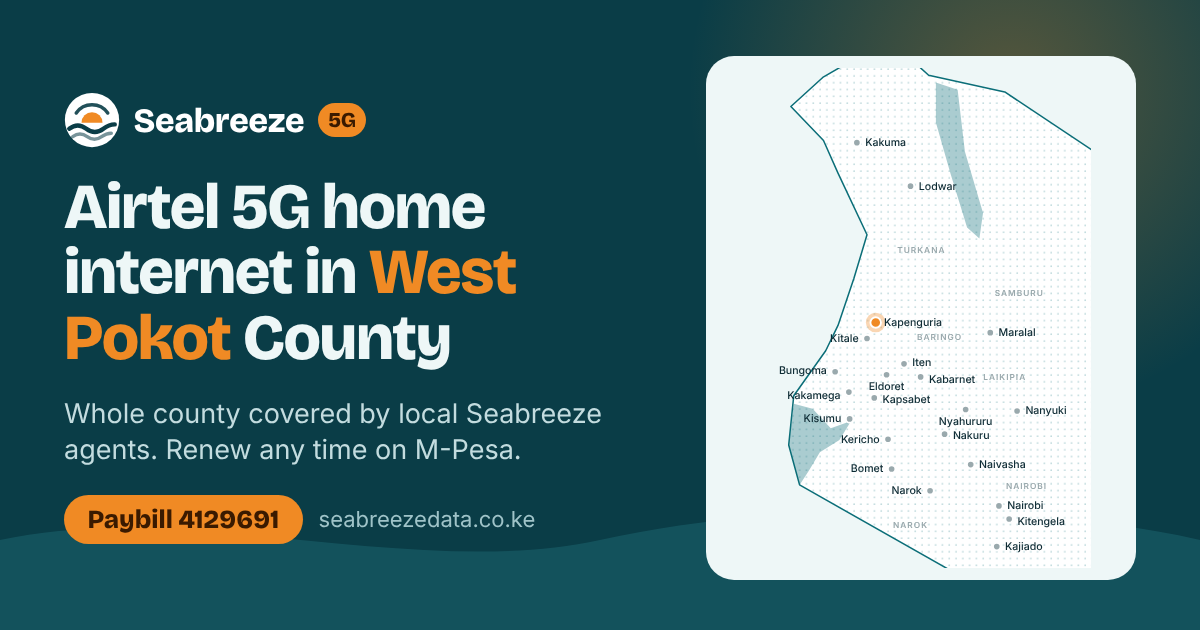 Seabreeze 5G
Airtel 5G home
internet in West
Pokot County
Whole county covered by local Seabreeze
agents. Renew any time on M-Pesa.
Paybill 4129691
seabreezedata.co.ke
Kakuma
Lodwar
TURKANA
SAMBURU
Kapenguria
Maralal
Kitale
BARINGO
Iten
Bungoma
Kabarnet
LAIKIPIA
Eldoret
Kakamega
Kapsabet
Nanyuki
Kisumu
Nyahururu
Nakuru
Kericho
Naivasha
Bomet
NAIROBI
Narok
Nairobi
Kitengela
NAROK
Kajiado